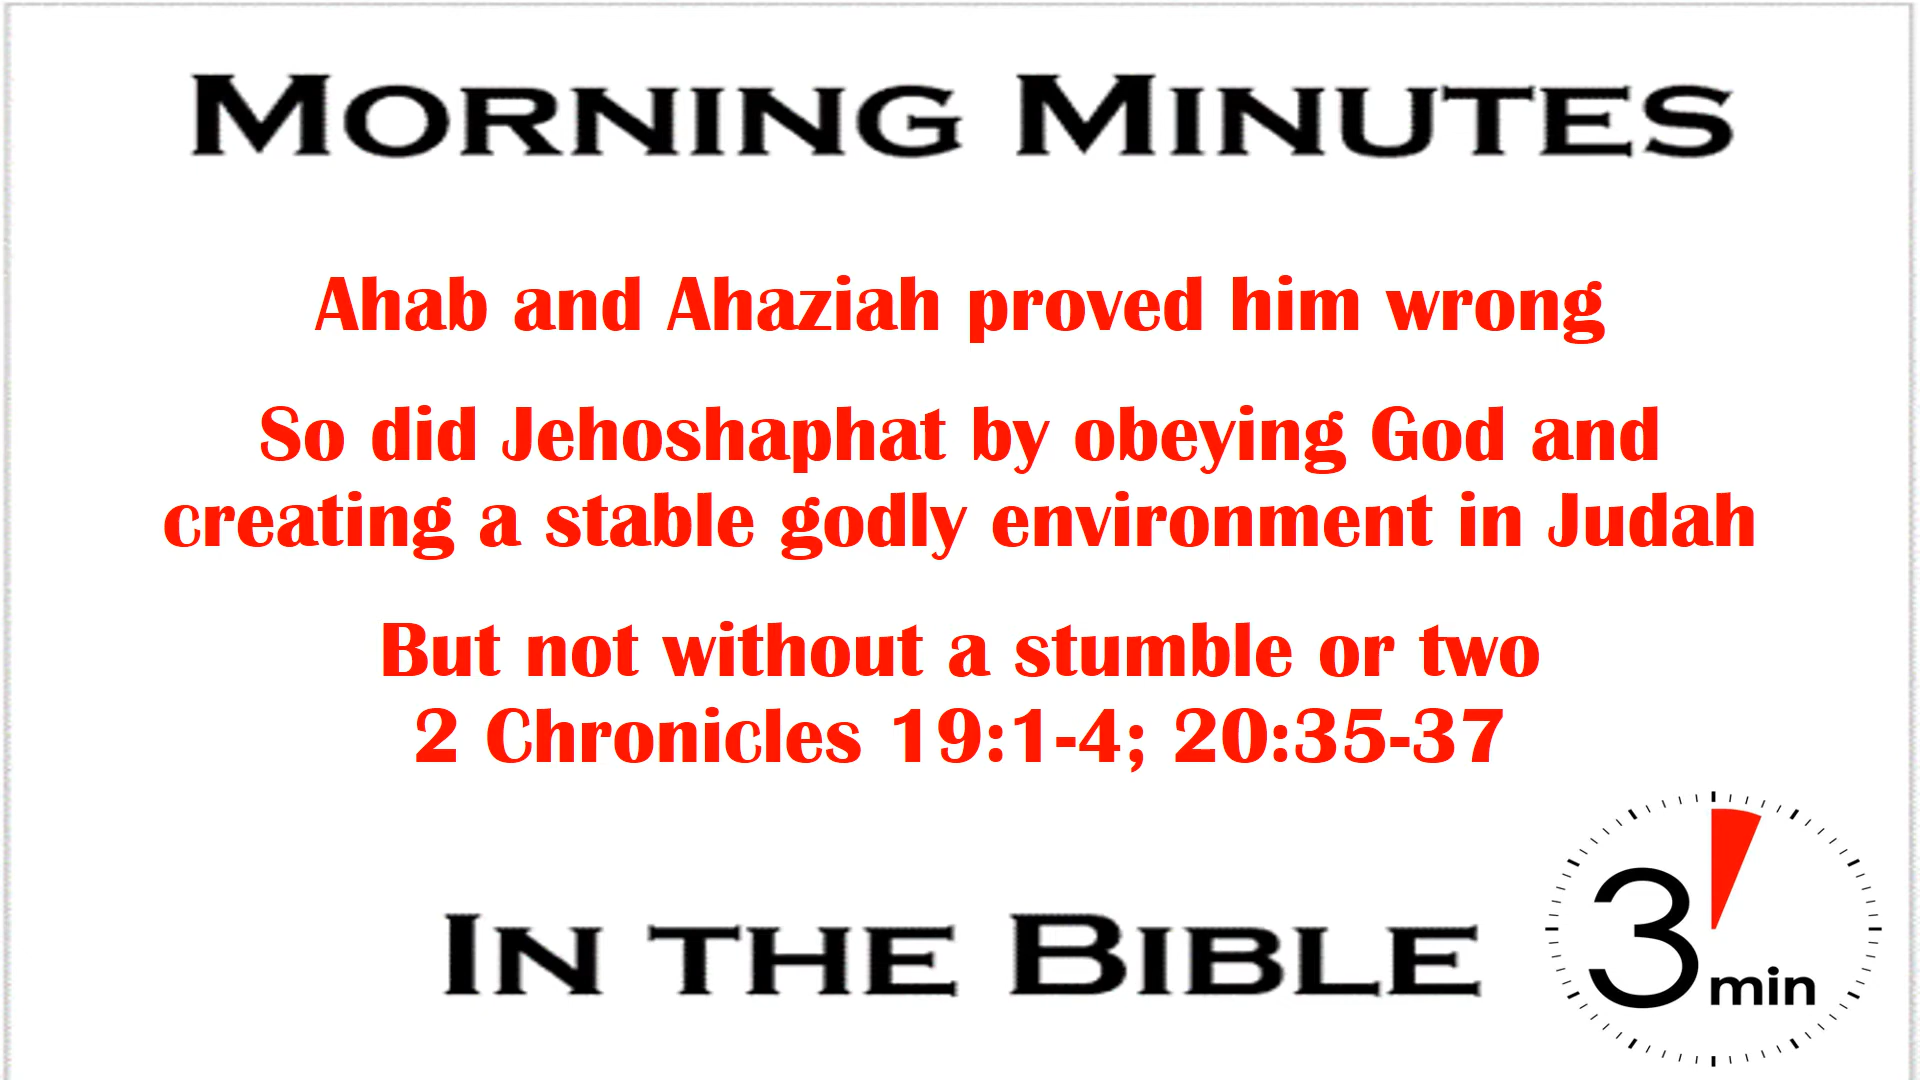 MORNING MINUTES
Ahab and Ahaziah proved him wrong
So did Jehoshaphat by obeying God and
creating a stable godly environment in Judah
But not without a stumble or two
2 Chronicles 19:1-4; 20:35-37
IN THE BIBLE
3 min